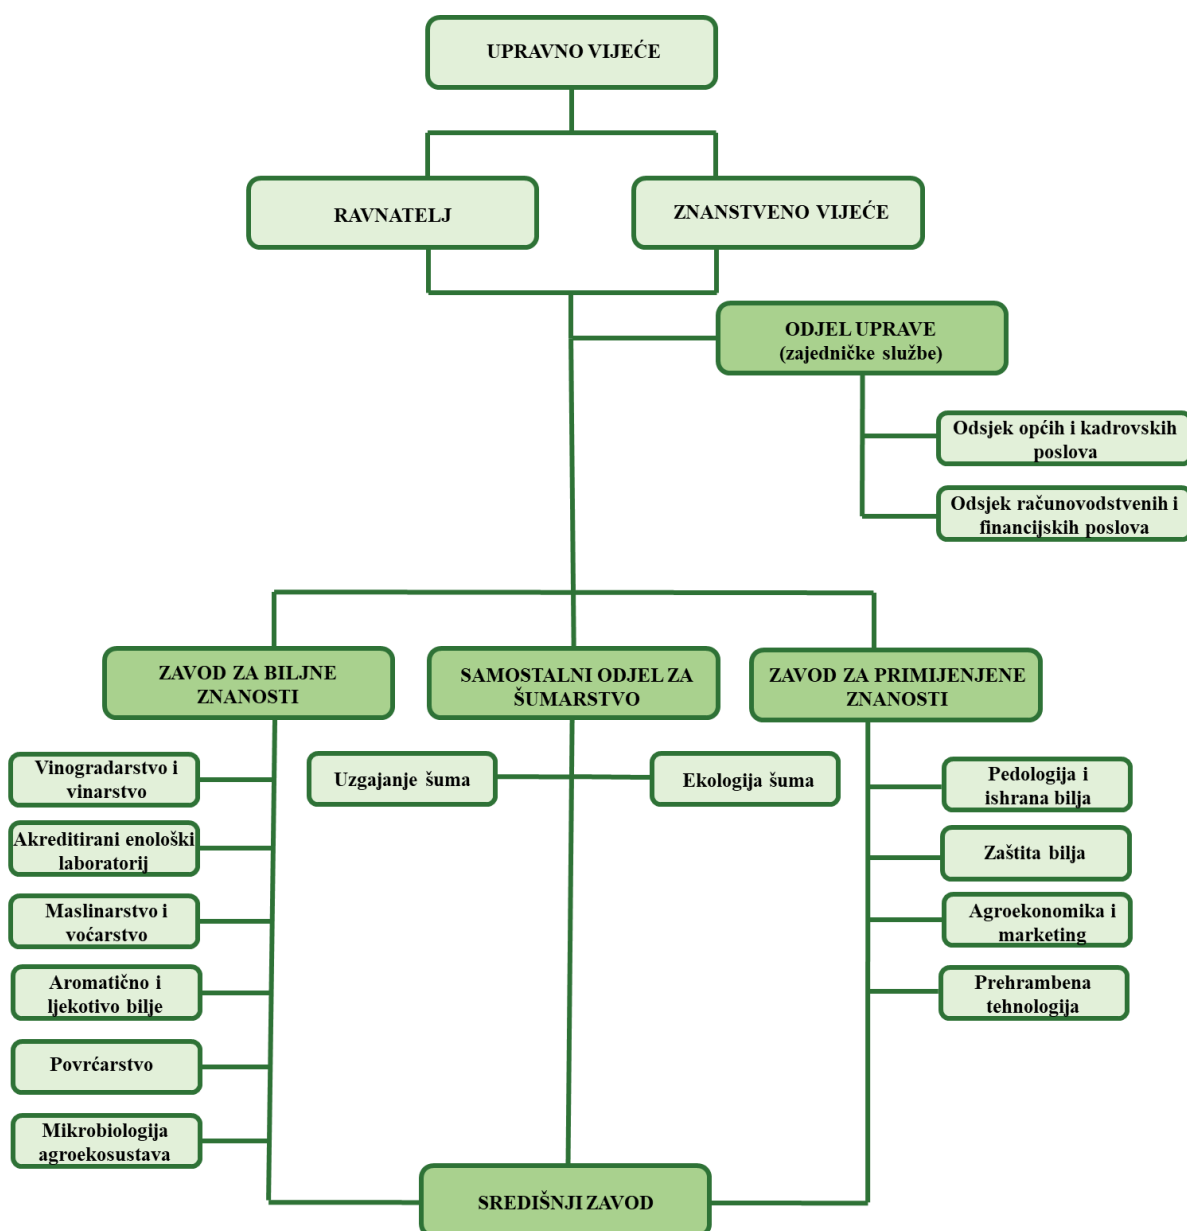 UPRAVNO VIJEĆE
RAVNATELJ
ZNANSTVENO VIJEĆE
ODJEL UPRAVE
(zajedničke službe)
Odsjek općih i kadrovskih
poslova
Odsjek računovodstvenih i
financijskih poslova
ZAVOD ZA BILJNE
ZNANOSTI
SAMOSTALNI ODJEL ZA
ŠUMARSTVO
ZAVOD ZA PRIMIJENJENE
ZNANOSTI
Vinogradarstvo i
vinarstvo
Akreditirani enološki
laboratorij
Maslinarstvo i
voćarstvo
Aromatično i
ljekotivo bilje
Povrćarstvo
Mikrobiologija
agroekosustava
Uzgajanje šuma
Ekologija šuma
Pedologija i
ishrana bilja
Zaštita bilja
Agroekonomika i
marketing
Prehrambena
tehnologija
SREDIŠNJI ZAVOD